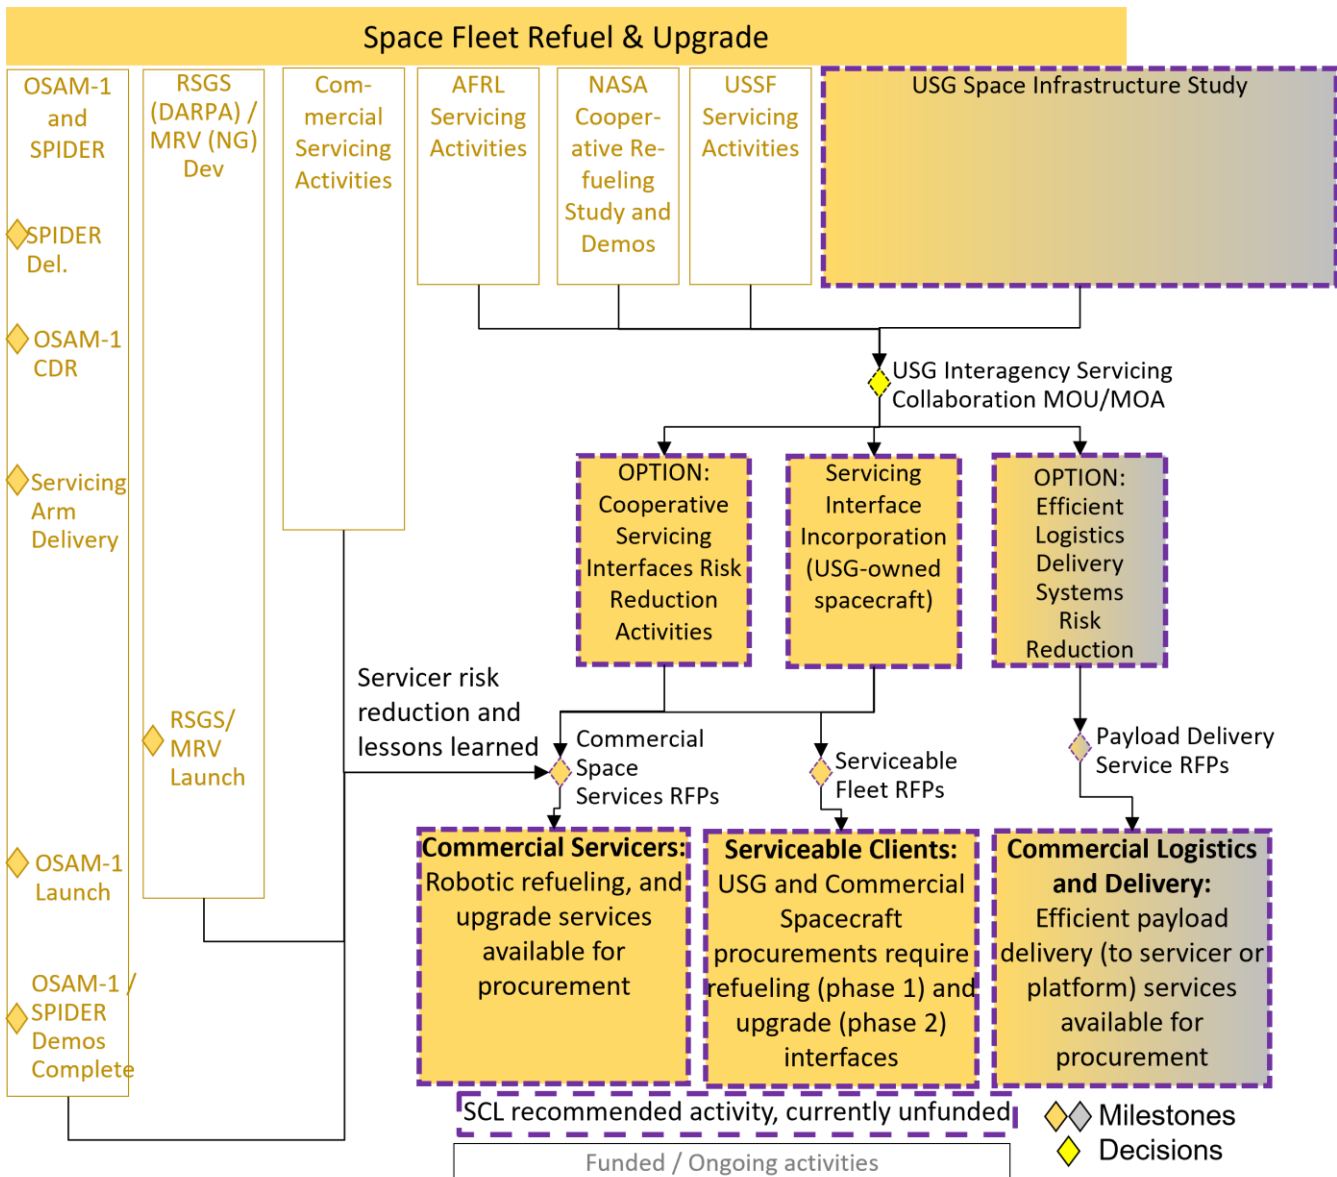 Space Fleet Refuel & Upgrade
OSAM-1
and
SPIDER
SPIDER
Del.
OSAM-1
CDR
Servicing
Arm
Delivery
OSAM-1
Launch
OSAM-1 /
SPIDER
Demos
Complete
RSGS
(DARPA) /
MRV (NG)
Dev
RSGS/
MRV
Launch
Com-
mercial
Servicing
Activities
AFRL
Servicing
Activities
NASA
Cooper-
ative Re-
fueling
Study and
Demos
USSF
Servicing
Activities
USG Space Infrastructure Study
USG Interagency Servicing
Collaboration MOU/MOA
OPTION:
Cooperative
Servicing
Interfaces Risk
Reduction
Activities
Servicing
Interface
Incorporation
(USG-owned
spacecraft)
OPTION:
Efficient
Logistics
Delivery
Systems
Risk
Reduction
Servicer risk
reduction and
lessons learned
Commercial
Space
Services RFPs
Serviceable
Fleet RFPs
Payload Delivery
Service RFPs
Commercial Servicers:
Robotic refueling, and
upgrade services
available for
procurement
Serviceable Clients:
USG and Commercial
Spacecraft
procurements require
refueling (phase 1) and
upgrade (phase 2)
interfaces
Commercial Logistics
and Delivery:
Efficient payload
delivery (to servicer or
platform) services
available for
procurement
SCL recommended activity, currently unfunded
Funded / Ongoing activities
Milestones
Decisions